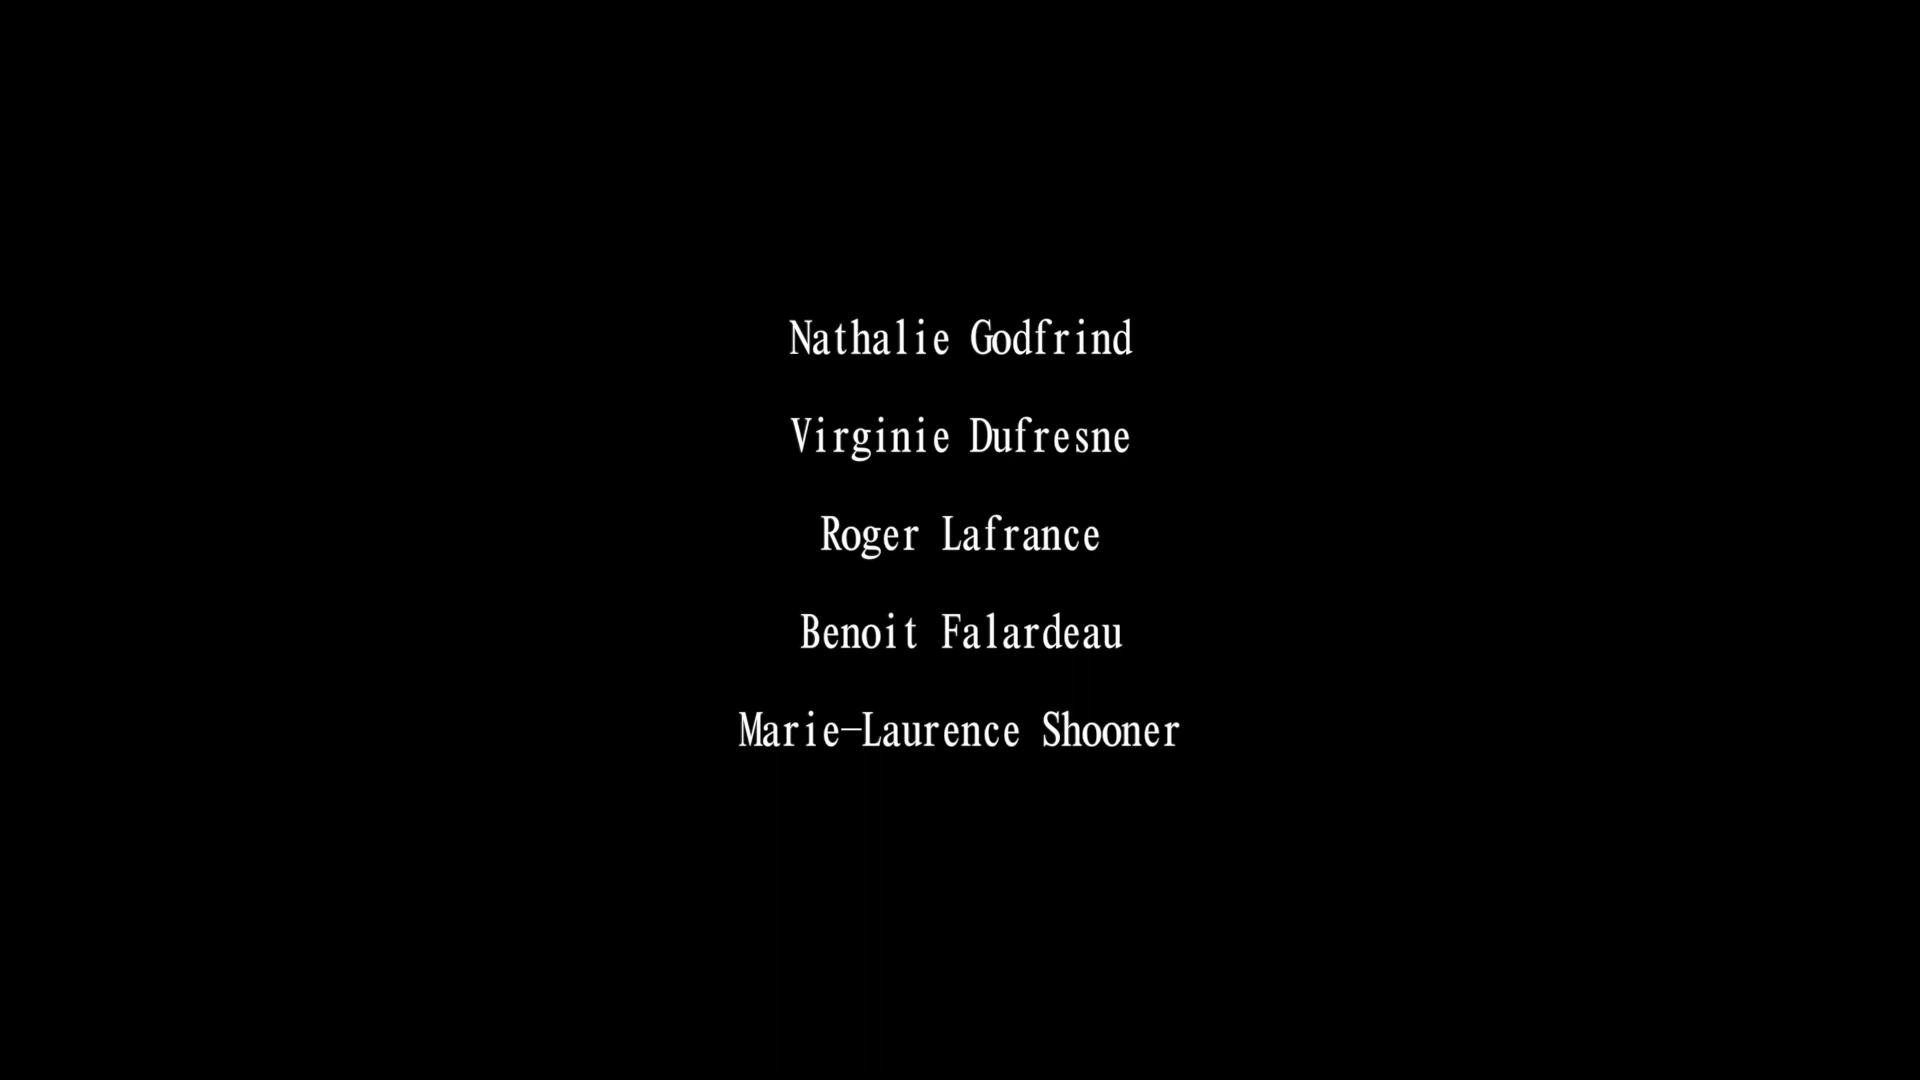 Nathalie Godfrind
Virginie Dufresne
Roger Lafrance
Benoit Falardeau
Marie-Laurence Shooner